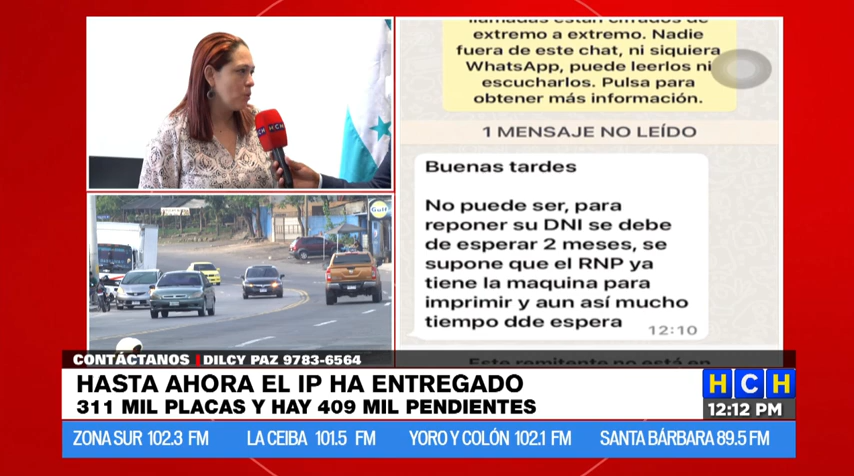 llamadas están cifrados de
extremo a extremo. Nadie
fuera de este chat, ni siquiera
WhatsApp, puede leerlos ni
escucharlos. Pulsa para
obtener más información.
1 MENSAJE NO LEÍDO
Buenas tardes
No puede ser, para
reponer su DNI se debe
de esperar 2 meses, se
supone que el RNP ya
tiene la maquina para
imprimir y aun así mucho
tiempo dde espera
12:10
Este remitente no está en
HCH
Gulf
CONTÁCTANOS DILCY PAZ 9783-6564
HASTA AHORA EL IP HA ENTREGADO
311 MIL PLACAS Y HAY 409 MIL PENDIENTES
HCH
12:12 PM
ZONA SUR 102.3 FM LA CEIBA 101.5 FM YORO Y COLÓN 102.1 FM SANTA BÁRBARA 89.5 FM